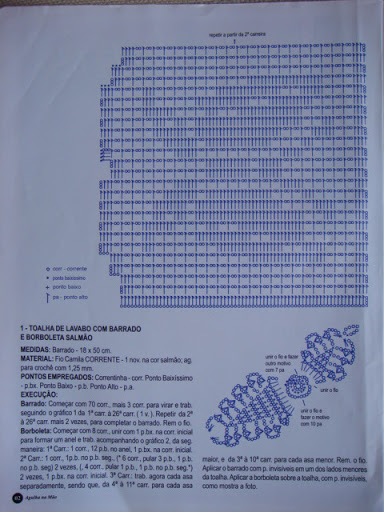 repetir a partir da 2ª carreira
1
corr - corrente
ponto baixíssimo
ponto baixo
pa - ponto alto
1 - TOALHA DE LAVABO COM BARRADO
E BORBOLETA SALMÃO
MEDIDAS: Barrado - 18 x 50 cm.
MATERIAL: Fio Camila CORRENTE - 1 nov. na cor salmão; ag.
para crochê com 1,25 mm.
PONTOS EMPREGADOS: Correntinha - corr. Ponto Baixíssimo
- p.bx. Ponto Baixo - p.b. Ponto Alto - p.a.
EXECUÇÃO:
Barrado: Começar com 70 corr., mais 3 corr. para virar e trab.
seguindo o gráfico 1 da 1ª carr. à 26ª carr. ( 1 v.). Repetir da 2ª
à 26ª carr. mais 2 vezes, para completar o barrado. Rem. o fio.
Borboleta: Começar com 8 corr., unir com 1 p.bx. na corr. inicial
para formar um anel e trab. acompanhando o gráfico 2, da seg.
maneira: 1ª Carr.: 1 corr., 12 p.b. no anel, 1 p.bx. na corr. inicial.
2ª Carr.: 1 corr., 1p.b. no p.b. seg., (* 6 corr., pular 3 p.b., 1 p.b.
no p.b. seg) 2 vezes, (, 4 corr., pular 1 p.b., 1 p.b. no p.b. seg.*)
2 vezes, 1 p.bx. na corr. inicial. 3ª Carr.: trab. agora cada asa
separadamente, sendo que, da 4ª à 11ª carr. para cada asa
unir o fio e fazer
outro motivo
com 7 pa
unir o fio
unir o fio e
fazer o motivo
com 10 pa
maior, e da 3ª à 10ª carr. para cada asa menor. Rem. o fio.
Aplicar o barrado com p. invisíveis em um dos lados menores
da toalha. Aplicar a borboleta sobre a toalha, com p. invisíveis,
como mostra a foto.
Agulha na Mão